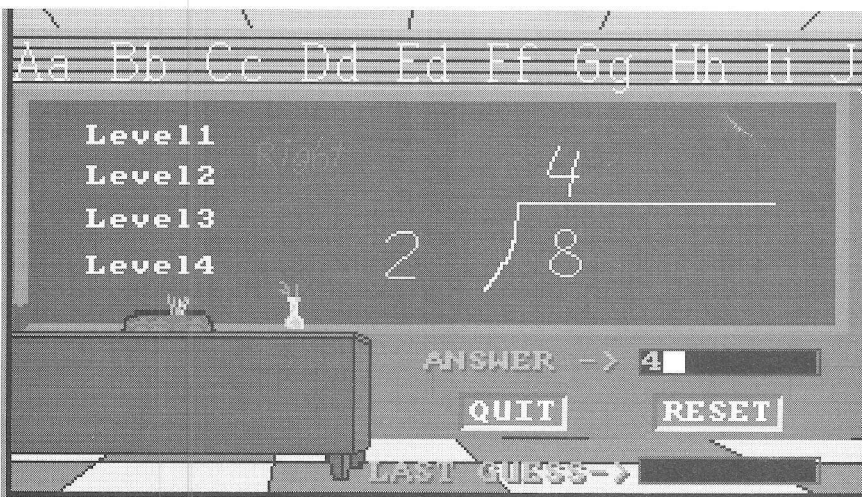 Aa Bb Cc Dd Ed Ff Gg Hh Ii J
Level1
Right
Level2
4
Level3
2 8
Level4
ANSWER -> 4
QUIT RESET
LAST GUESS->